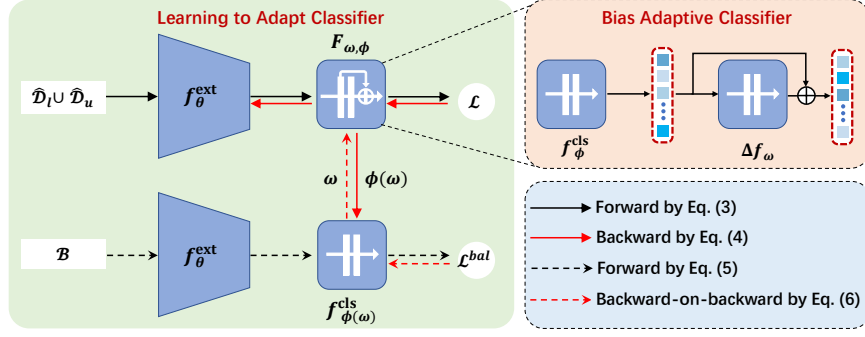 Learning to Adapt Classifier
F_{ω,ϕ}
𝒟̂_l ∪ 𝒟̂_u
f_θ^{ext}
ℒ
ω
ϕ(ω)
ℬ
f_θ^{ext}
ℒ^{bal}
f_{ϕ(ω)}^{cls}
Bias Adaptive Classifier
f_ϕ^{cls}
Δf_ω
Forward by Eq. (3)
Backward by Eq. (4)
Forward by Eq. (5)
Backward-on-backward by Eq. (6)